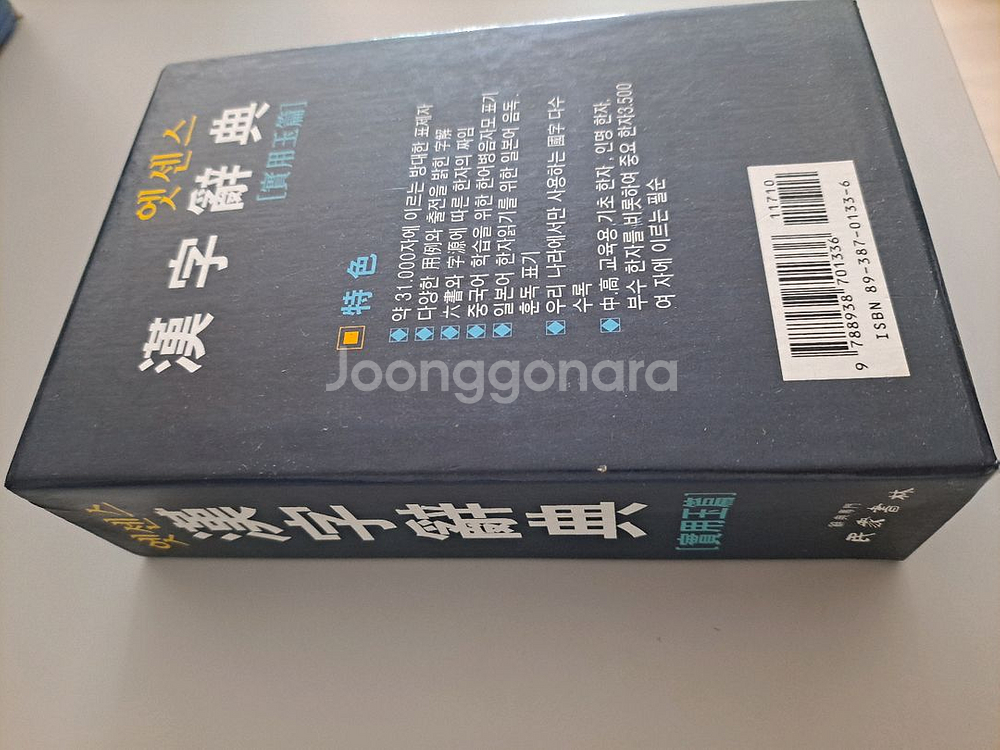 엣센스
漢字辭典
[實用玉篇]
特色
약 31.000자에 이르는 방대한 표제자
다양한 用例와 출전을 밝힌 字解
六書와 字源에 따른 한자의 짜임
중국어 학습을 위한 한어병음자모 표기
일본어 한자읽기를 위한 일본어 음독 .
훈독 표기
우리 나라에서만 사용하는 國字 다수
수록
中高 교육용 기초 한자 , 인명 한자,
부수 한자를 비롯하여 중요 한자3.500
여 자에 이르는 필순
11710
9 788938 701336
ISBN 89-387-0133-6
엣센스
漢字辭典
[實用玉篇]
辭典專門
民衆書林
Joonggonara